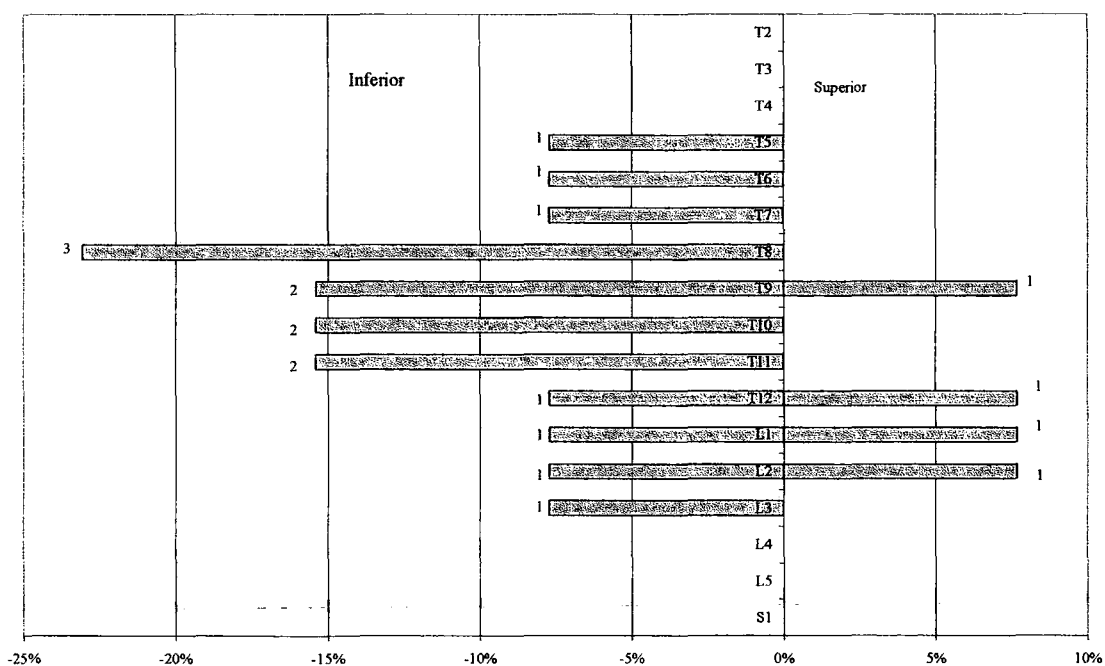 T2
T3
Inferior
Superior
T4
1 T5
1 T6
1 T7
3 T8
2 T9 1
2 T10
2 T11
1 T12 1
1 L1 1
1 L2 1
1 L3
L4
L5
S1
-25% -20% -15% -10% -5% 0% 5% 10%